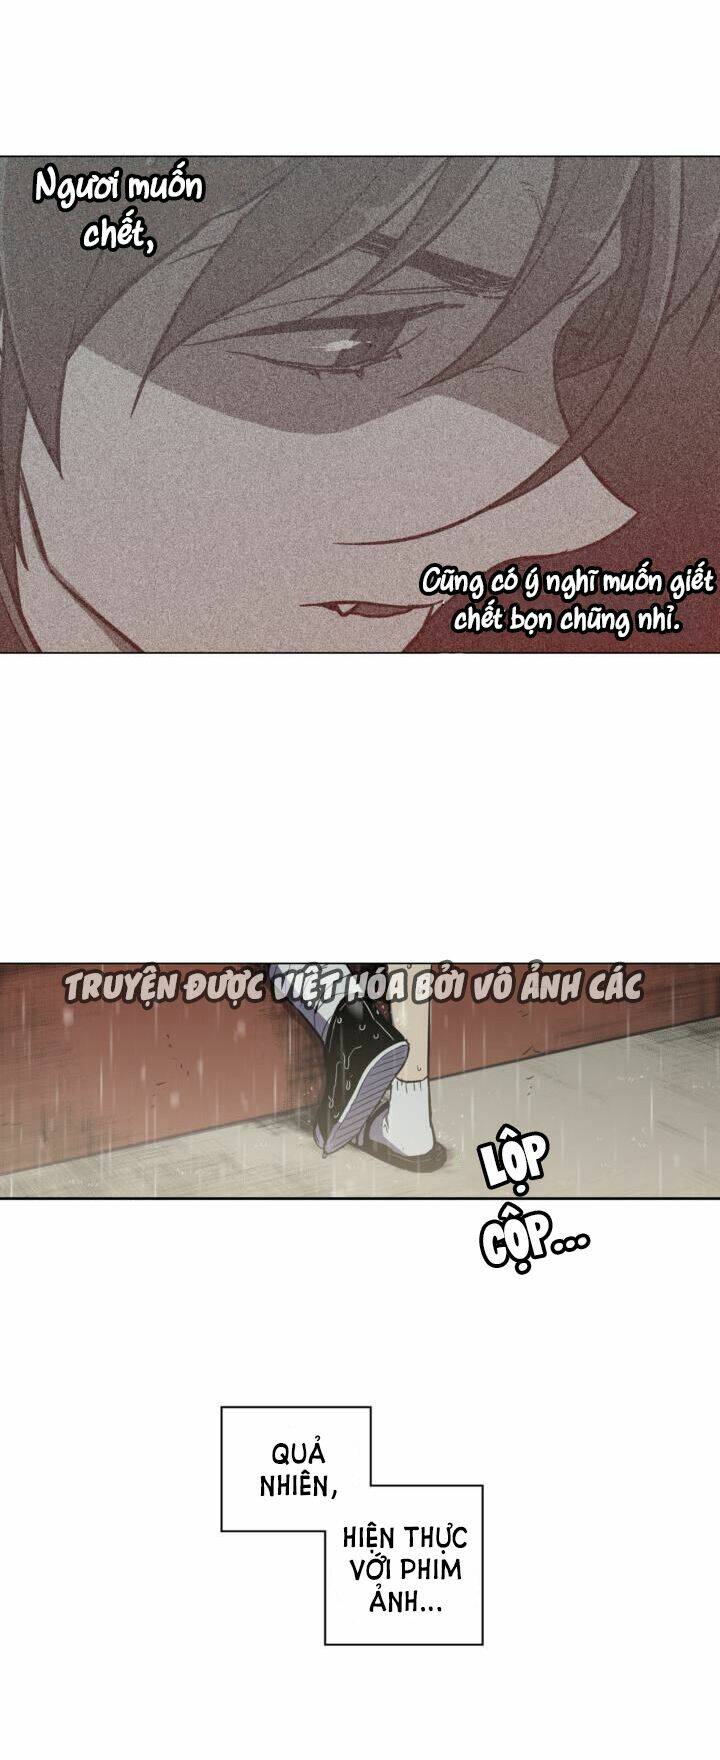 Ngươi muốn
chết,
Cũng có ý nghĩ muốn giết
chết bọn chũng nhỉ.
TRUYỆN ĐƯỢC VIỆT HÓA BỞI VÔ ẢNH CÁC
LỘP
CỘP...
QUẢ
NHIÊN,
HIỆN THỰC
VỚI PHIM
ẢNH...